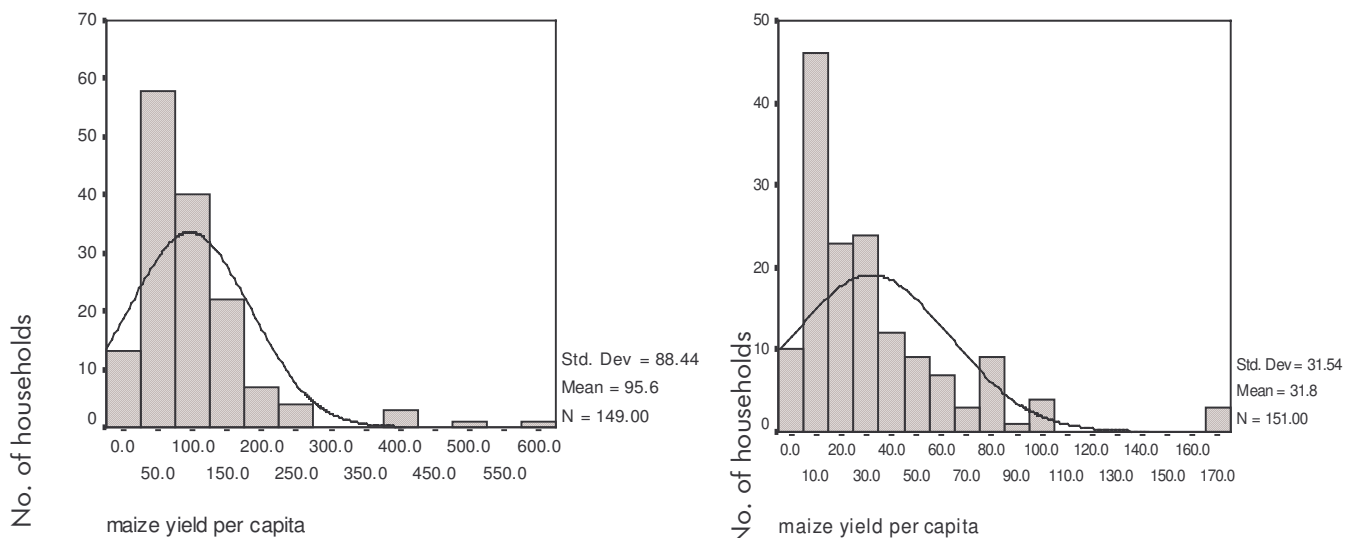 70
60
50
40
30
20
10
0
No. of households
0.0 100.0 200.0 300.0 400.0 500.0 600.0
50.0 150.0 250.0 350.0 450.0 550.0
maize yield per capita
Std. Dev = 88.44
Mean = 95.6
N = 149.00
50
40
30
20
10
0
No. of households
0.0 20.0 40.0 60.0 80.0 100.0 120.0 140.0 160.0
10.0 30.0 50.0 70.0 90.0 110.0 130.0 150.0 170.0
maize yield per capita
Std. Dev = 31.54
Mean = 31.8
N = 151.00